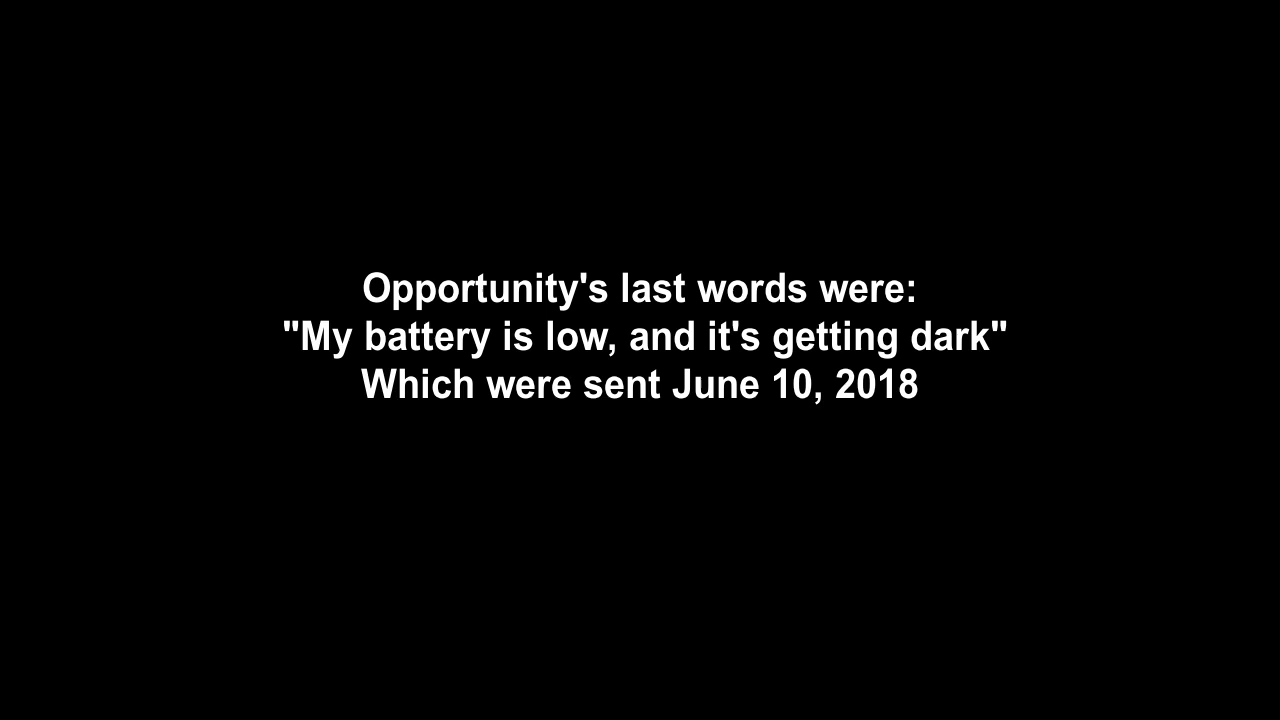 Opportunity's last words were:
"My battery is low, and it's getting dark"
Which were sent June 10, 2018